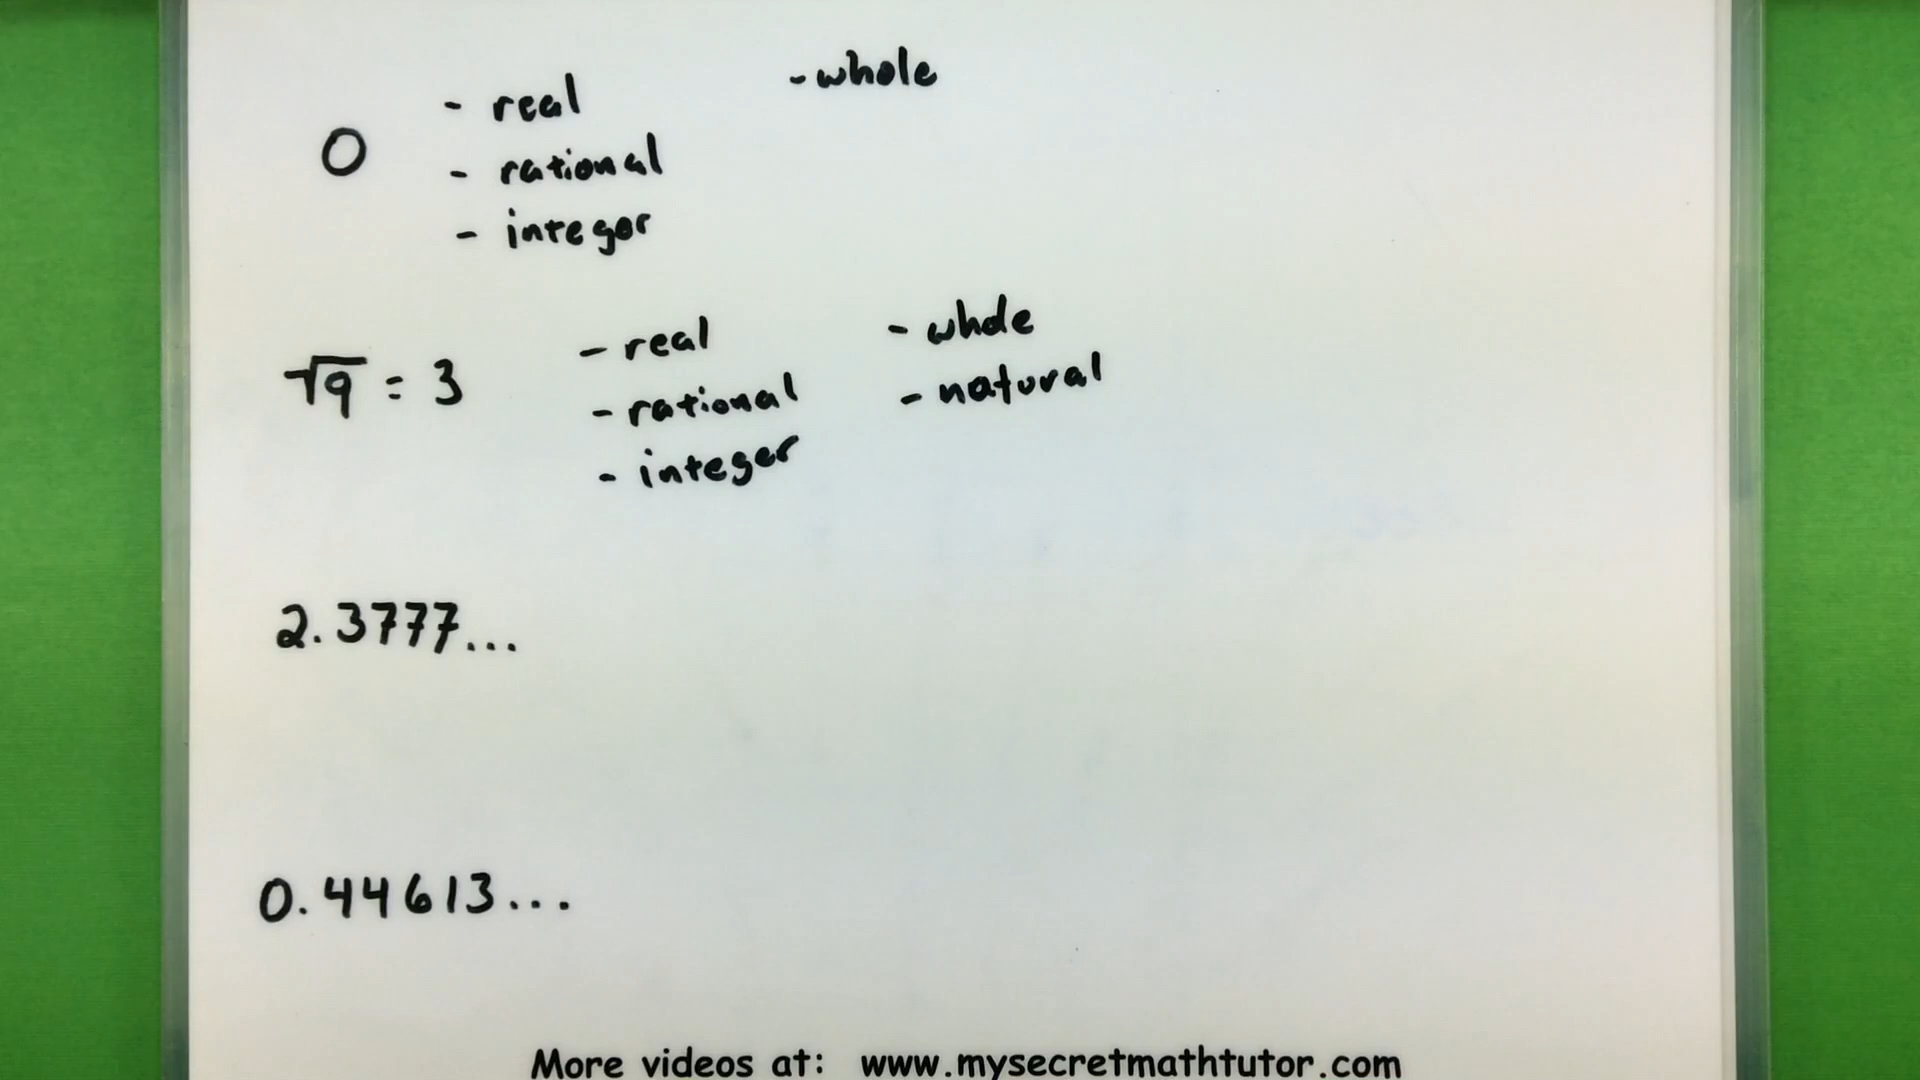 0
- real
- rational
- integer
- whole
√9 = 3
- real
- rational
- integer
- whole
- natural
2.3777...
0.44613...
More videos at: www.mysecretmathtutor.com